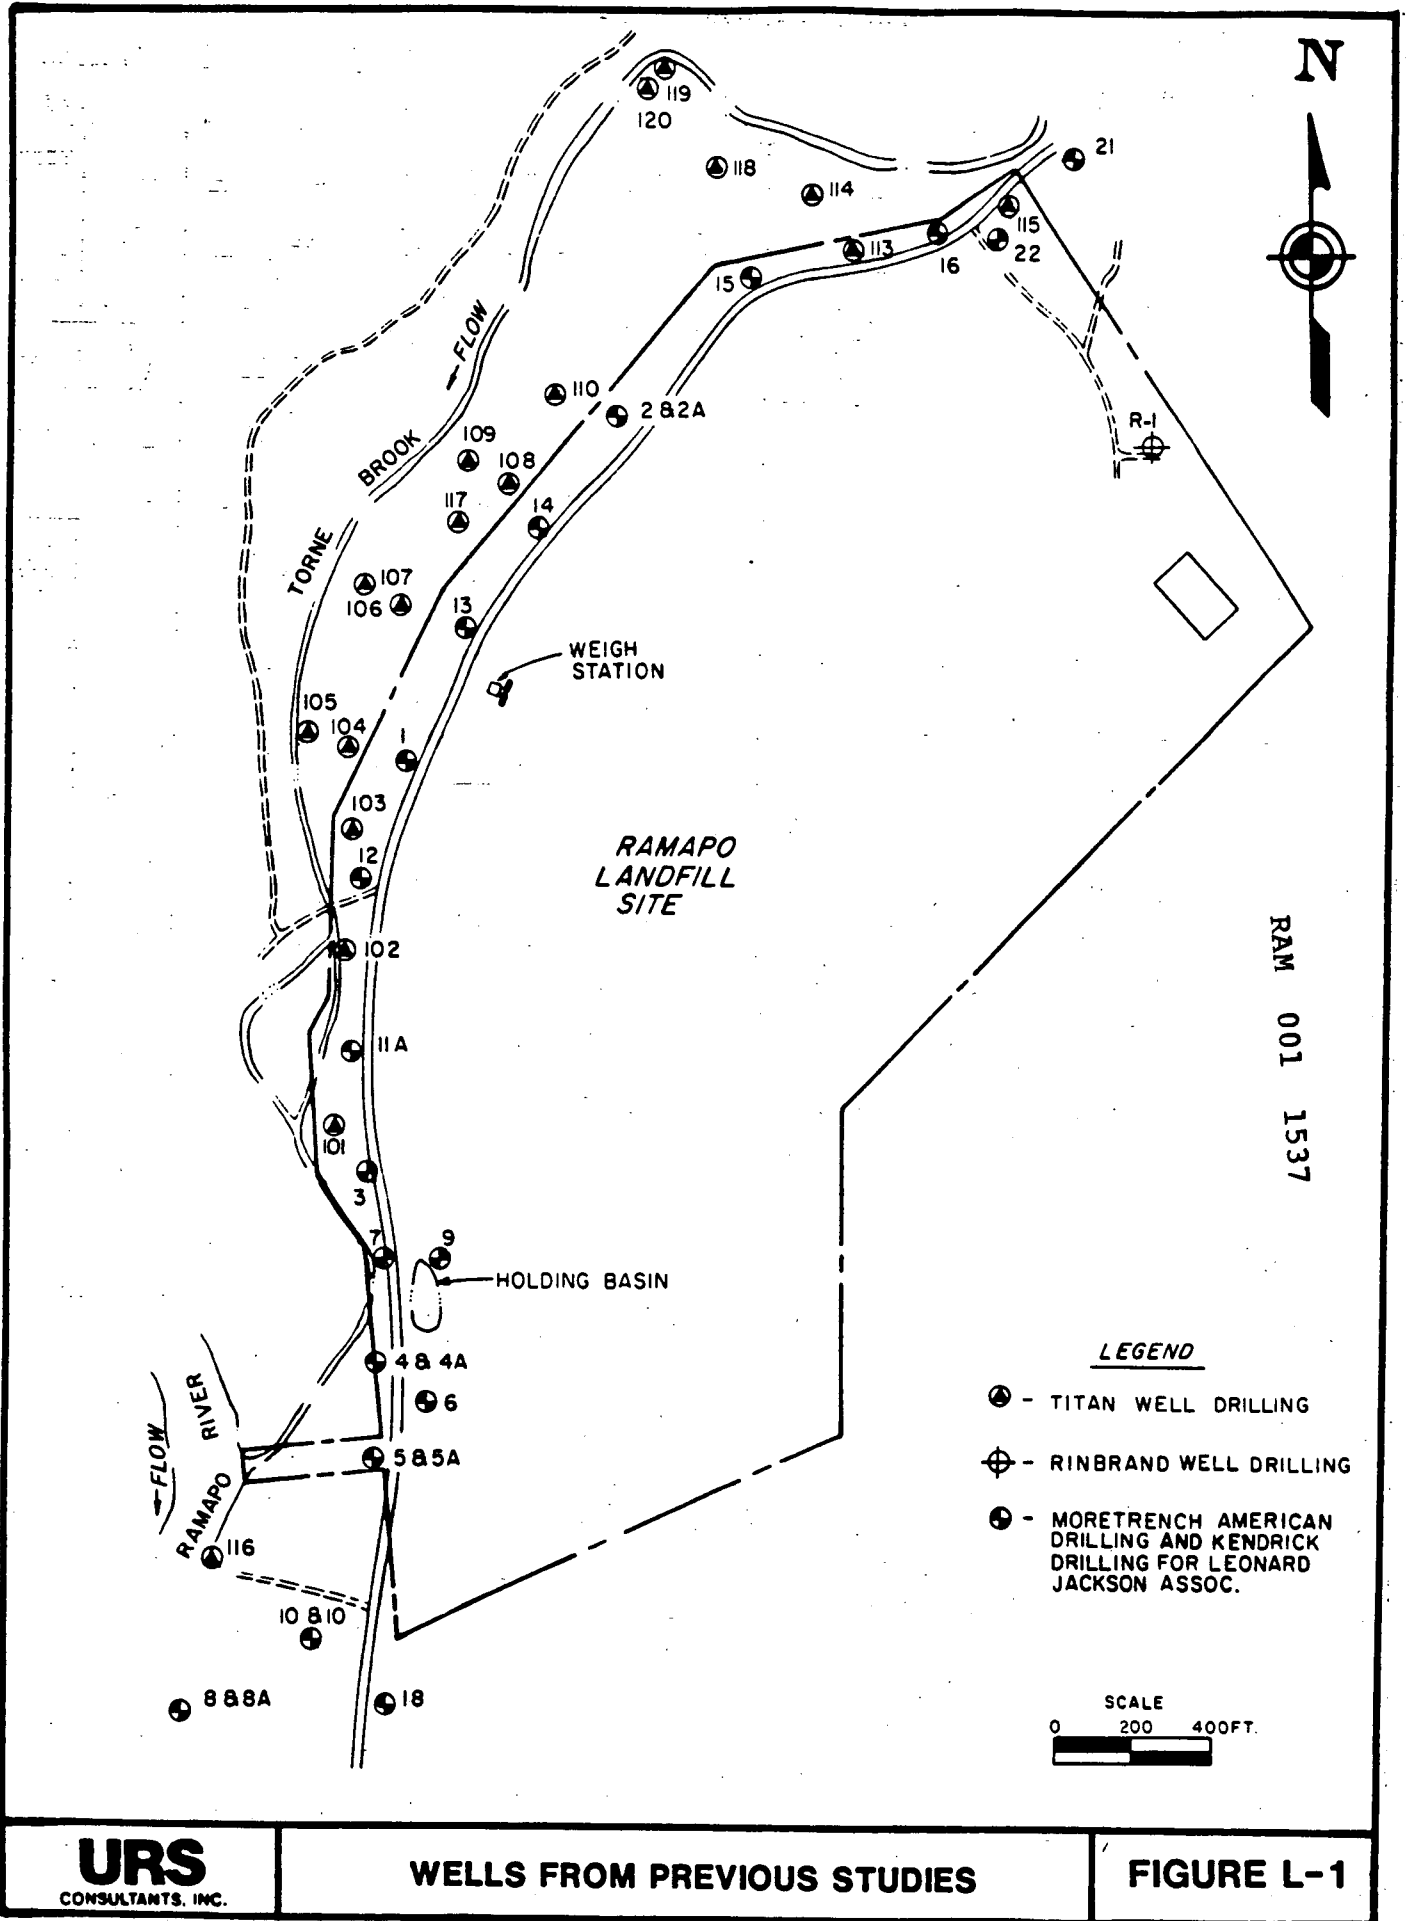 N
119
120
21
118
114
115
113
22
16
15
FLOW
110
2 & 2A
109
R-1
BROOK
108
117
14
TORNE
107
106
13
WEIGH
STATION
105
104
1
103
RAMAPO
LANDFILL
SITE
12
102
RAM 001 1537
11A
101
3
7
9
HOLDING BASIN
4 & 4A
RIVER
6
FLOW
5 & 5A
RAMAPO
116
10 & 10
8 & 8A
18
LEGEND
- TITAN WELL DRILLING
- RINBRAND WELL DRILLING
- MORETRENCH AMERICAN
DRILLING AND KENDRICK
DRILLING FOR LEONARD
JACKSON ASSOC.
SCALE
0 200 400FT.
URS
CONSULTANTS, INC.
WELLS FROM PREVIOUS STUDIES
FIGURE L-1